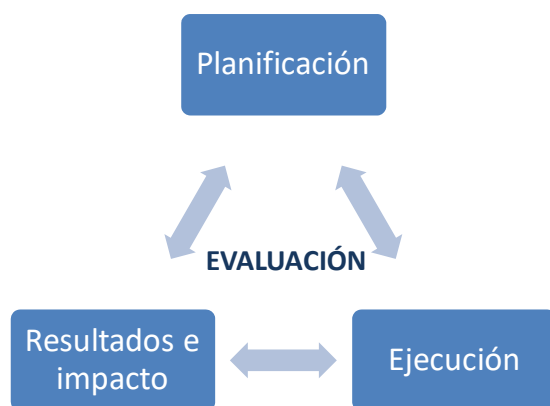 Planificación
EVALUACIÓN
Resultados e
impacto
Ejecución